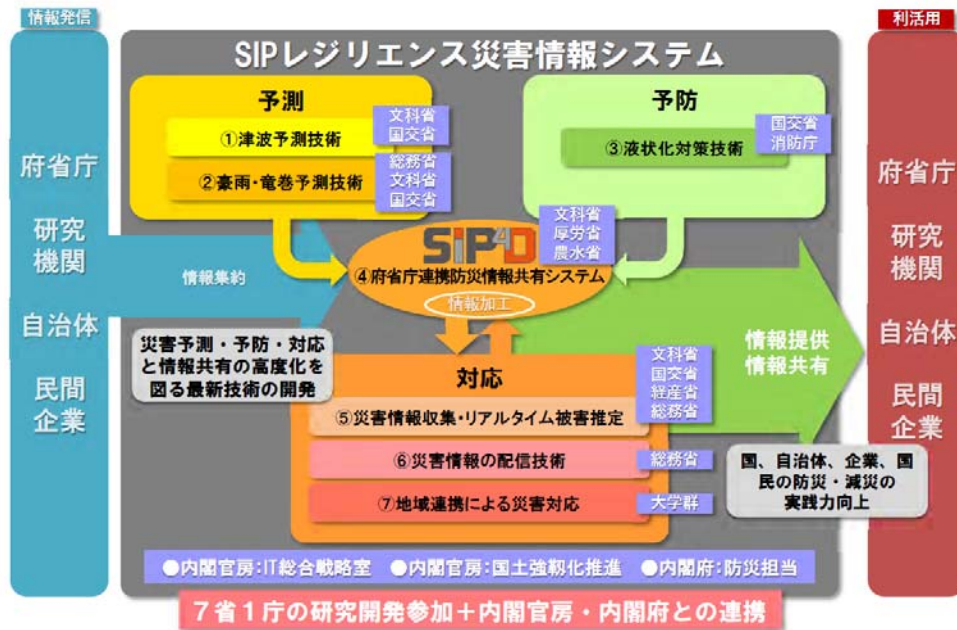 情報発信
利活用
SIPレジリエンス災害情報システム
府省庁
研究
機関
自治体
民間
企業
予測
①津波予測技術
文科省
国交省
②豪雨・竜巻予測技術
総務省
文科省
国交省
予防
③液状化対策技術
国交省
消防庁
情報集約
SIP4D
文科省
厚労省
農水省
④府省庁連携防災情報共有システム
情報加工
災害予測・予防・対応
と情報共有の高度化を
図る最新技術の開発
対応
文科省
国交省
経産省
総務省
⑤災害情報収集・リアルタイム被害推定
⑥災害情報の配信技術
総務省
⑦地域連携による災害対応
大学群
情報提供
情報共有
国、自治体、企業、国
民の防災・減災の
実践力向上
府省庁
研究
機関
自治体
民間
企業
●内閣官房:IT総合戦略室 ●内閣官房:国土強靱化推進 ●内閣府:防災担当
7省1庁の研究開発参加+内閣官房・内閣府との連携